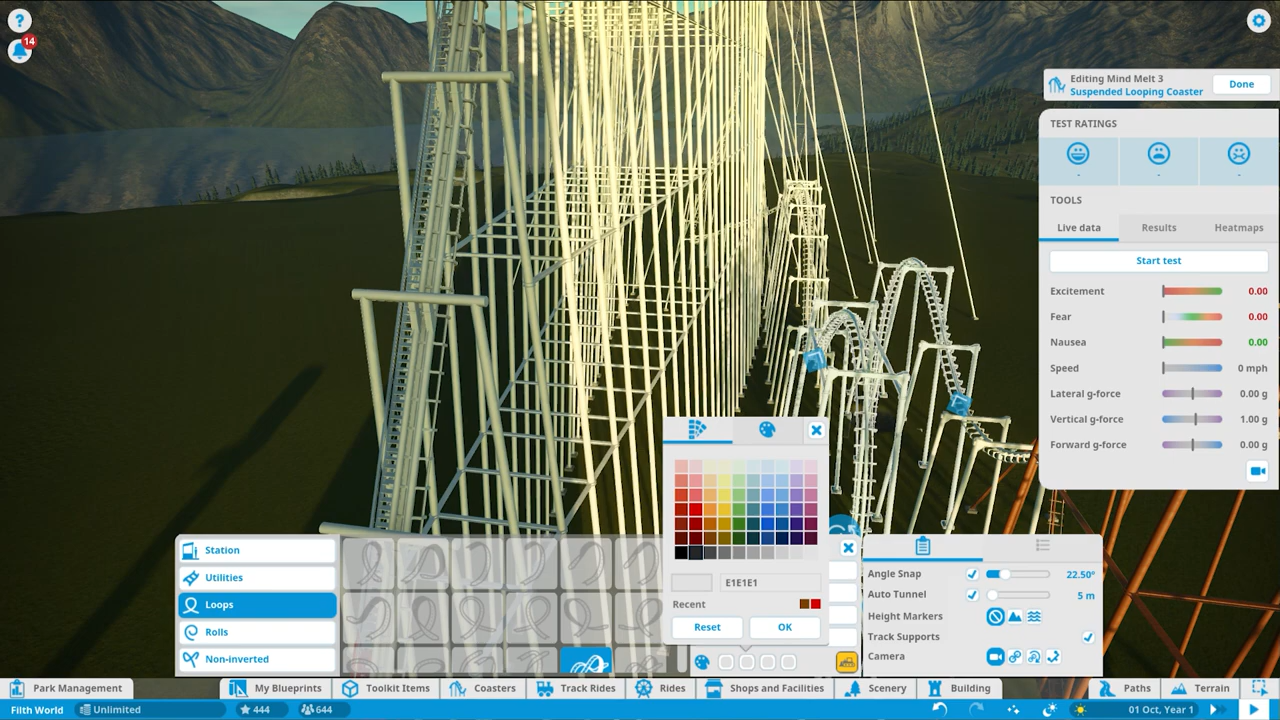 ?
14
Editing Mind Melt 3
Suspended Looping Coaster
Done
TEST RATINGS
- - -
TOOLS
Live data Results Heatmaps
Start test
Excitement 0.00
Fear 0.00
Nausea 0.00
Speed 0 mph
Lateral g-force 0.00 g
Vertical g-force 1.00 g
Forward g-force 0.00 g
E1E1E1
Recent
Reset OK
Station
Utilities
Loops
Rolls
Non-inverted
Angle Snap 22.50°
Auto Tunnel 5 m
Height Markers
Track Supports
Camera
Park Management My Blueprints Toolkit Items Coasters Track Rides Rides Shops and Facilities Scenery Building Paths Terrain
Filth World Unlimited 444 644 01 Oct, Year 1